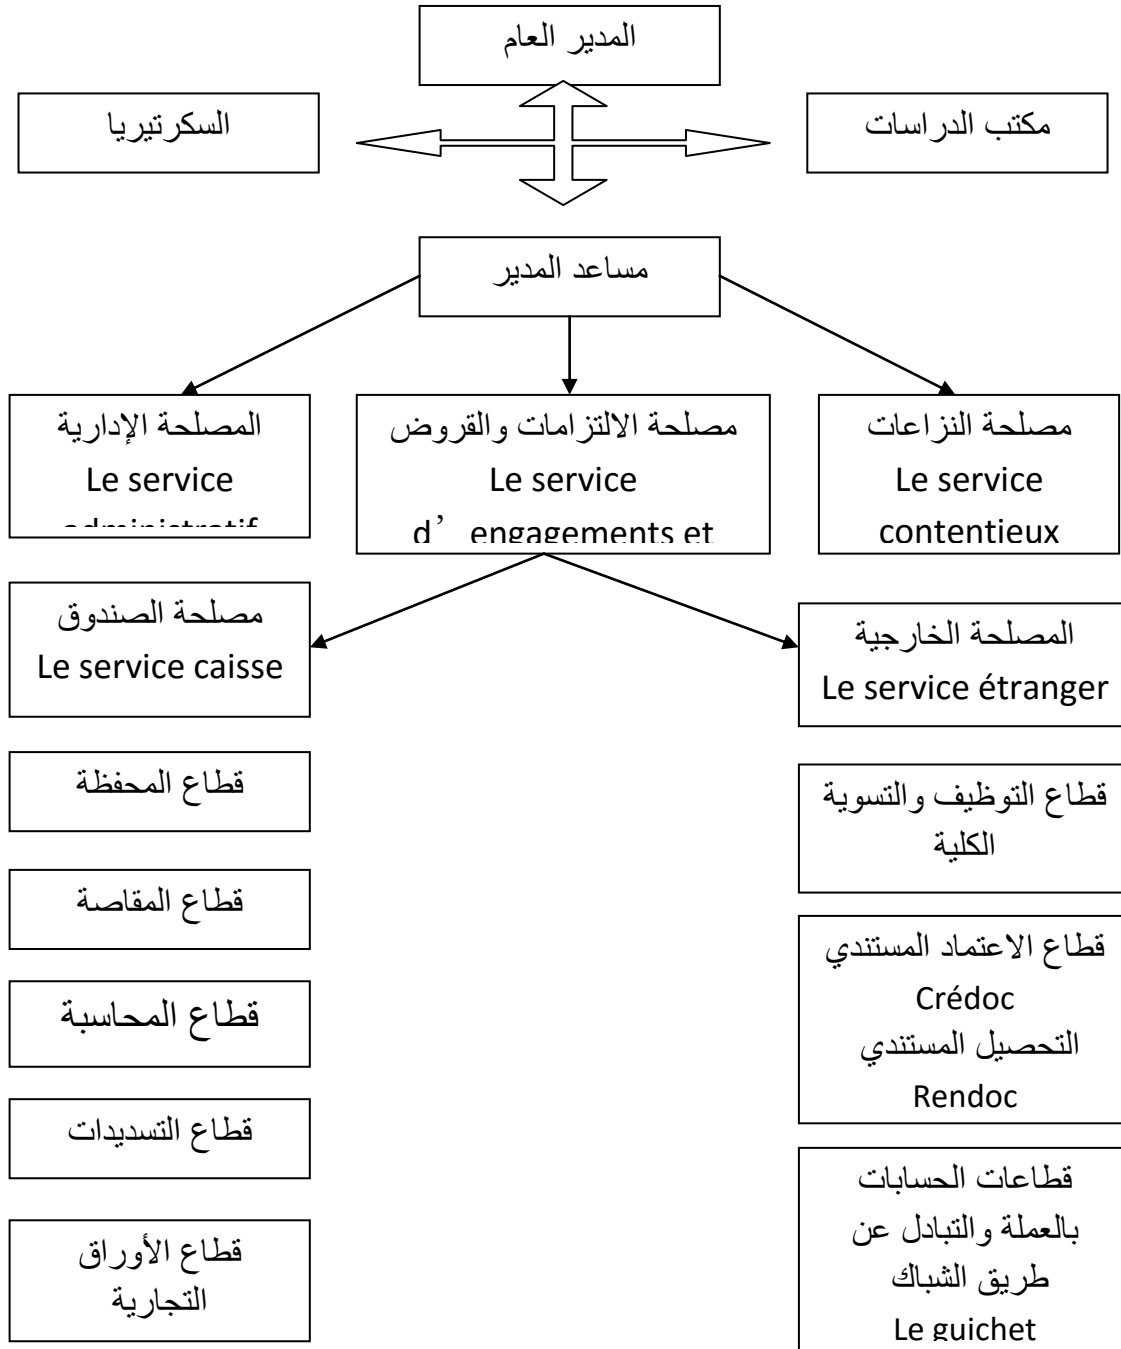 المدير العام
مكتب الدراسات
السكرتيريا
مساعد المدير
مصلحة النزاعات
Le service
contentieux
مصلحة الالتزامات والقروض
Le service
d’engagements et
المصلحة الإدارية
Le service
administratif
المصلحة الخارجية
Le service étranger
مصلحة الصندوق
Le service caisse
قطاع التوظيف والتسوية
الكلية
قطاع المحفظة
قطاع الاعتماد المستندي
Crédoc
التحصيل المستندي
Rendoc
قطاع المقاصة
قطاع المحاسبة
قطاع التسديدات
قطاعات الحسابات
بالعملة والتبادل عن
طريق الشباك
Le guichet
قطاع الأوراق
التجارية